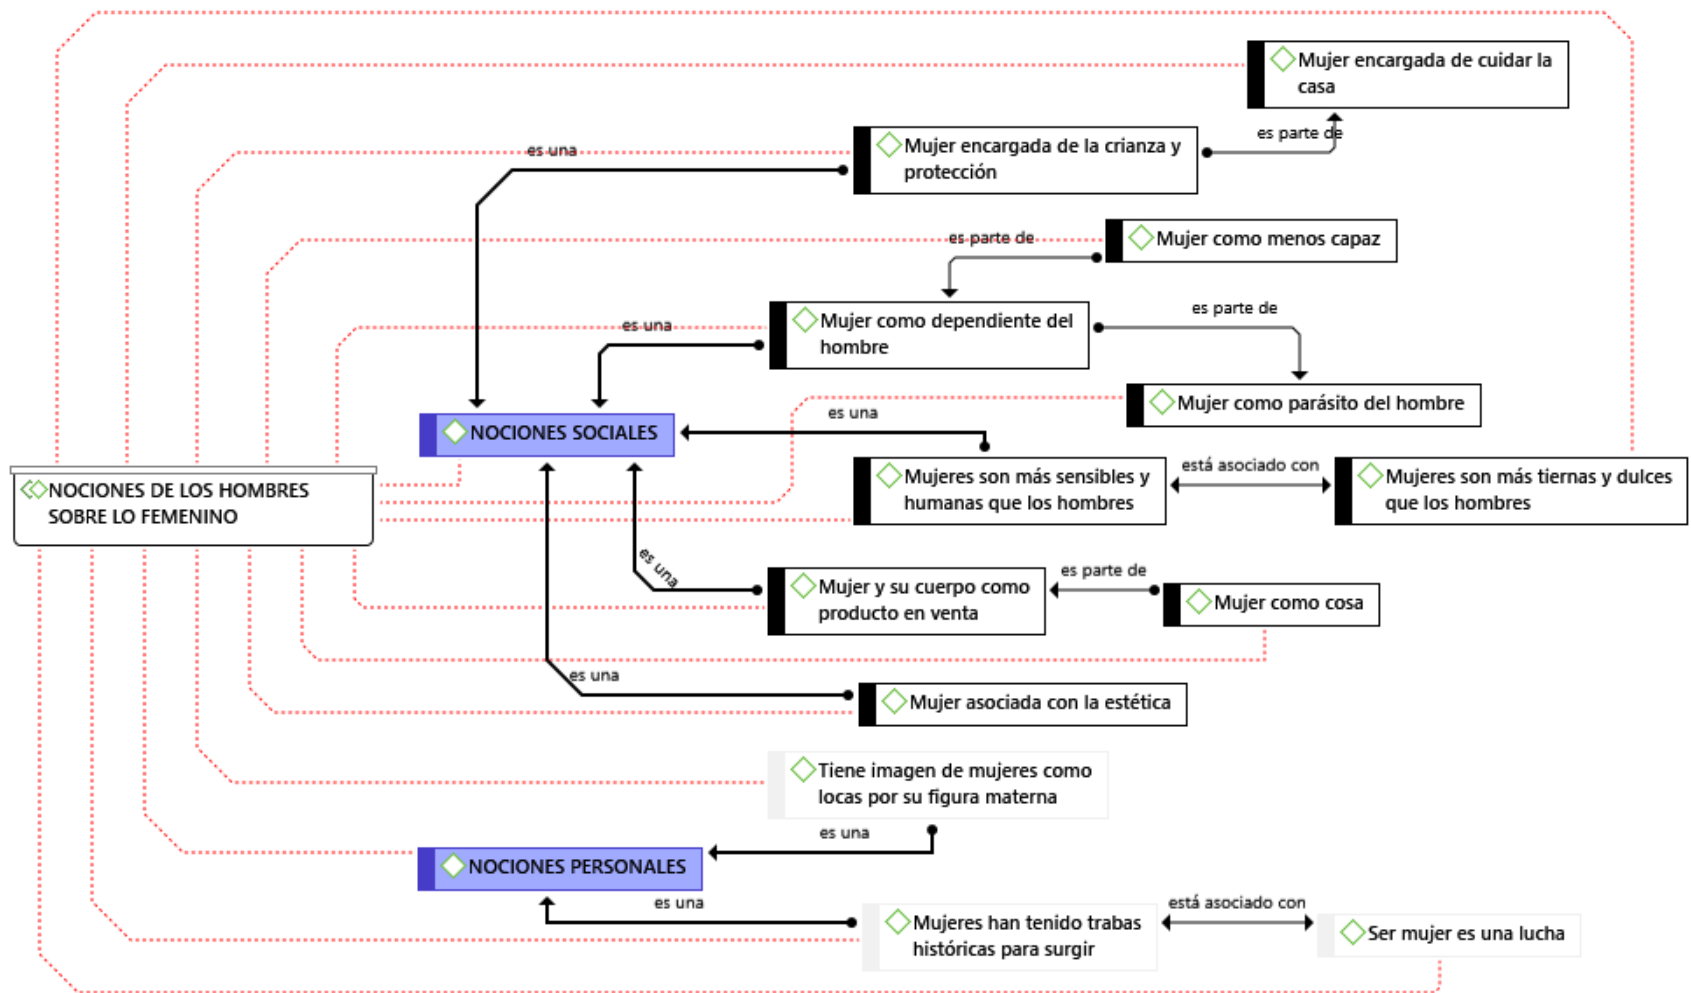 Mujer encargada de cuidar la
casa
es parte de
Mujer encargada de la crianza y
protección
es una
Mujer como menos capaz
es parte de
Mujer como dependiente del
hombre
es una
es parte de
Mujer como parásito del hombre
NOCIONES SOCIALES
es una
Mujeres son más sensibles y
humanas que los hombres
está asociado con
Mujeres son más tiernas y dulces
que los hombres
NOCIONES DE LOS HOMBRES
SOBRE LO FEMENINO
es una
Mujer y su cuerpo como
producto en venta
es parte de
Mujer como cosa
es una
Mujer asociada con la estética
Tiene imagen de mujeres como
locas por su figura materna
es una
NOCIONES PERSONALES
es una
Mujeres han tenido trabas
históricas para surgir
está asociado con
Ser mujer es una lucha